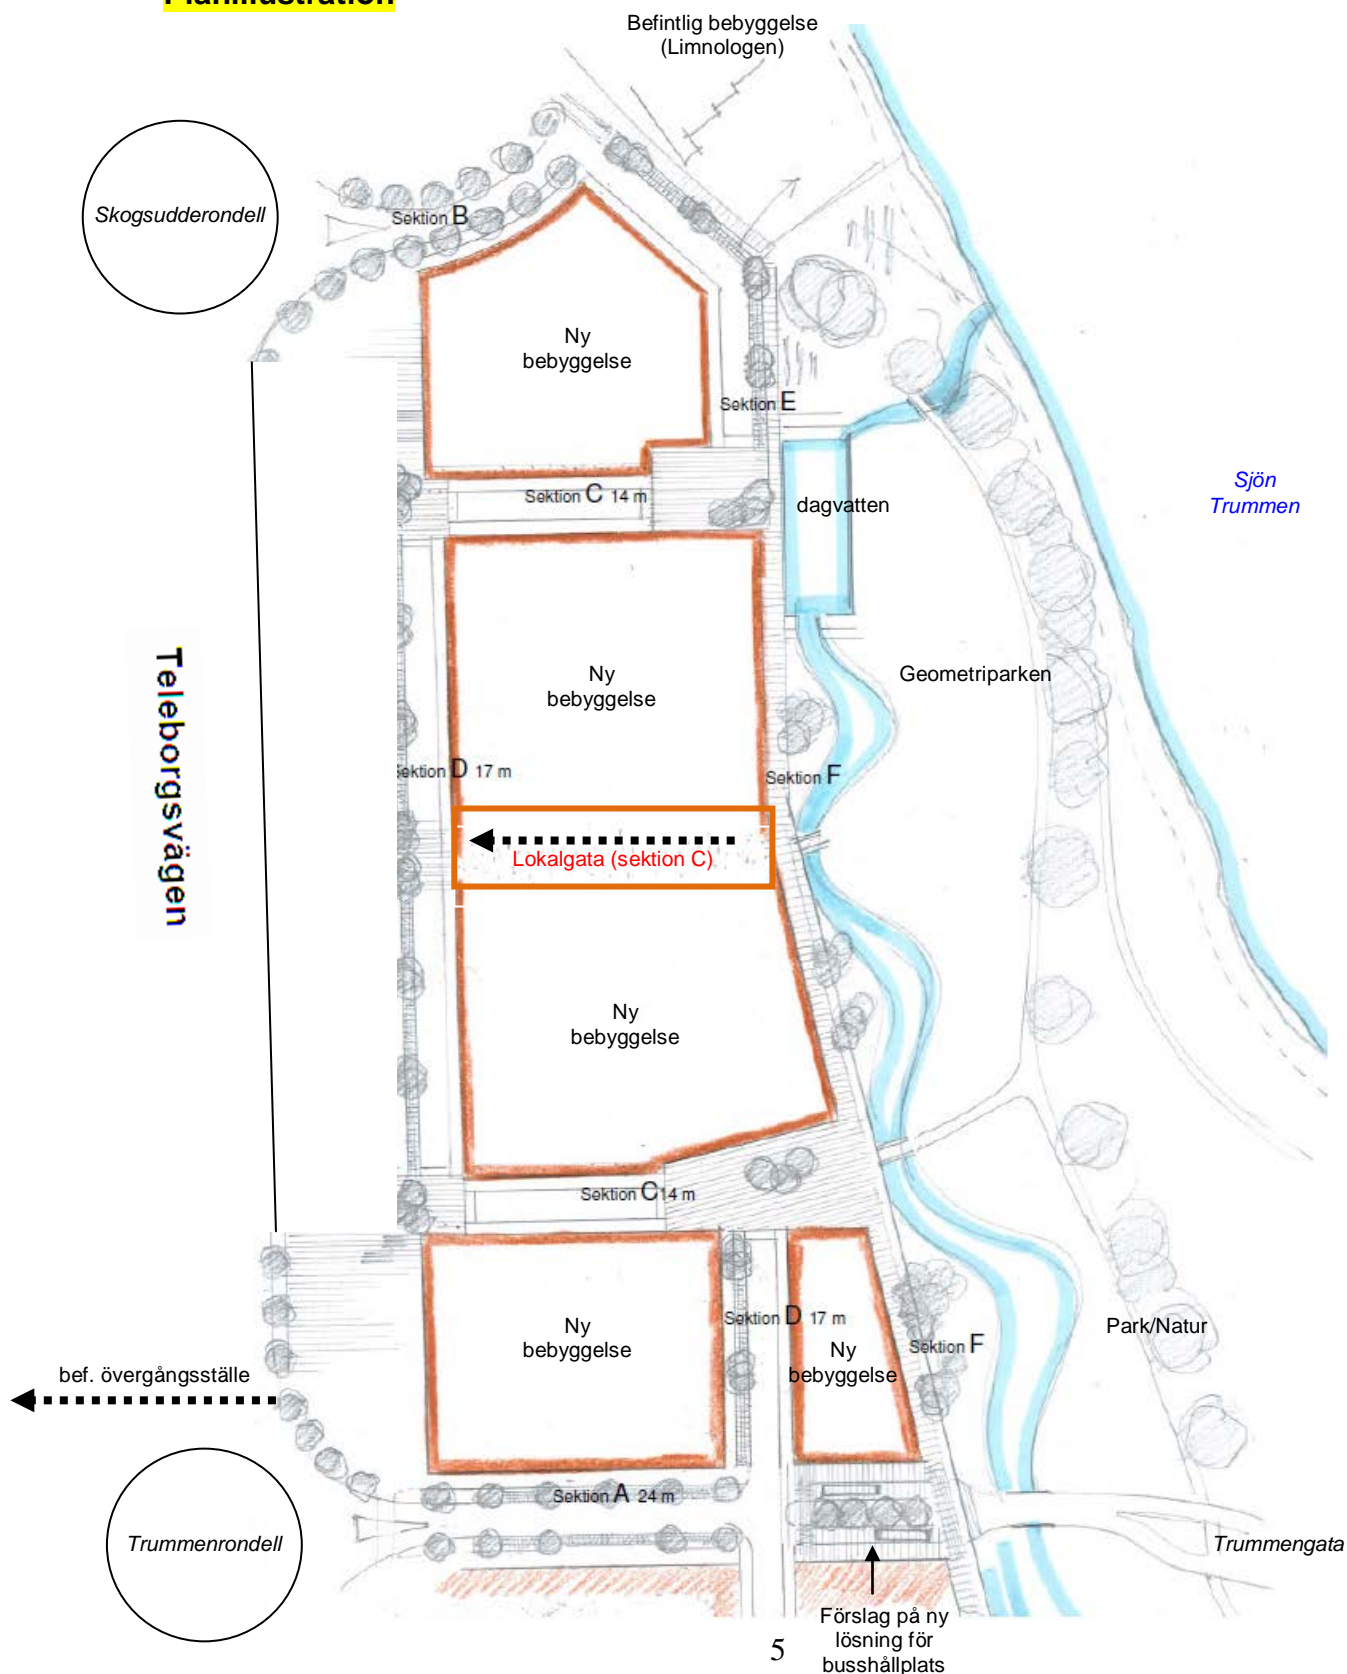 Planillustration
Befintlig bebyggelse
(Limnologen)
Skogsudderondell
Sektion B
Ny
bebyggelse
Sektion E
Sektion C 14 m
dagvatten
Sjön
Trummen
Teleborgsvägen
Ny
bebyggelse
Geometriparken
Sektion D 17 m
Sektion F
Lokalgata (sektion C)
Ny
bebyggelse
Sektion C 14 m
Ny
bebyggelse
Sektion D 17 m
Ny
bebyggelse
Sektion F
Park/Natur
bef. övergångsställe
Sektion A 24 m
Trummenrondell
Trummengata
Förslag på ny
lösning för
busshållplats
5